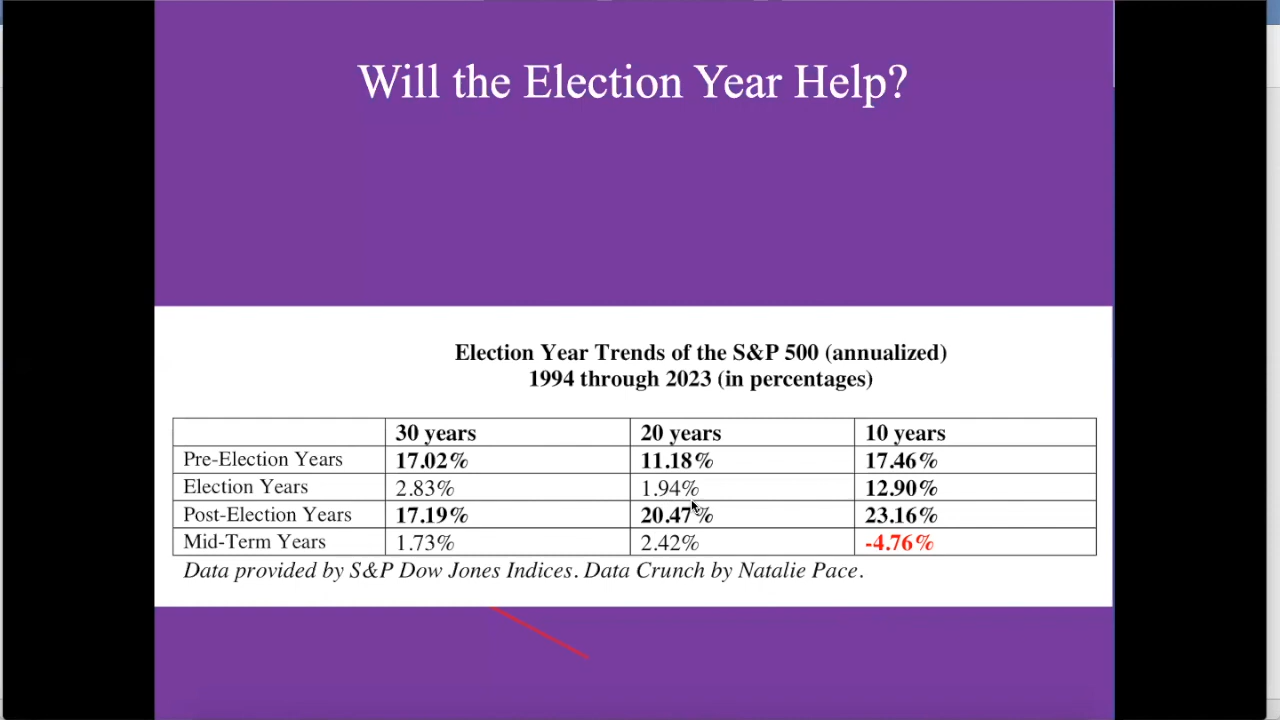 Will the Election Year Help?
Election Year Trends of the S&P 500 (annualized)
1994 through 2023 (in percentages)
30 years 20 years 10 years
Pre-Election Years 17.02% 11.18% 17.46%
Election Years 2.83% 1.94% 12.90%
Post-Election Years 17.19% 20.47% 23.16%
Mid-Term Years 1.73% 2.42% -4.76%
Data provided by S&P Dow Jones Indices. Data Crunch by Natalie Pace.